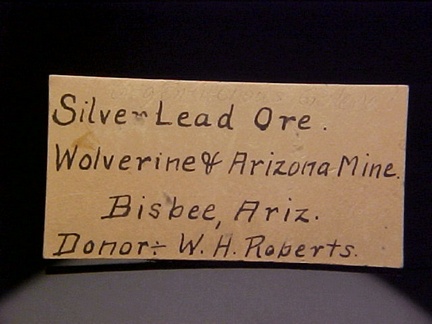 Silver Lead Ore.
Wolverine & Arizona Mine.
Bisbee, Ariz.
Donor:- W. H. Roberts.